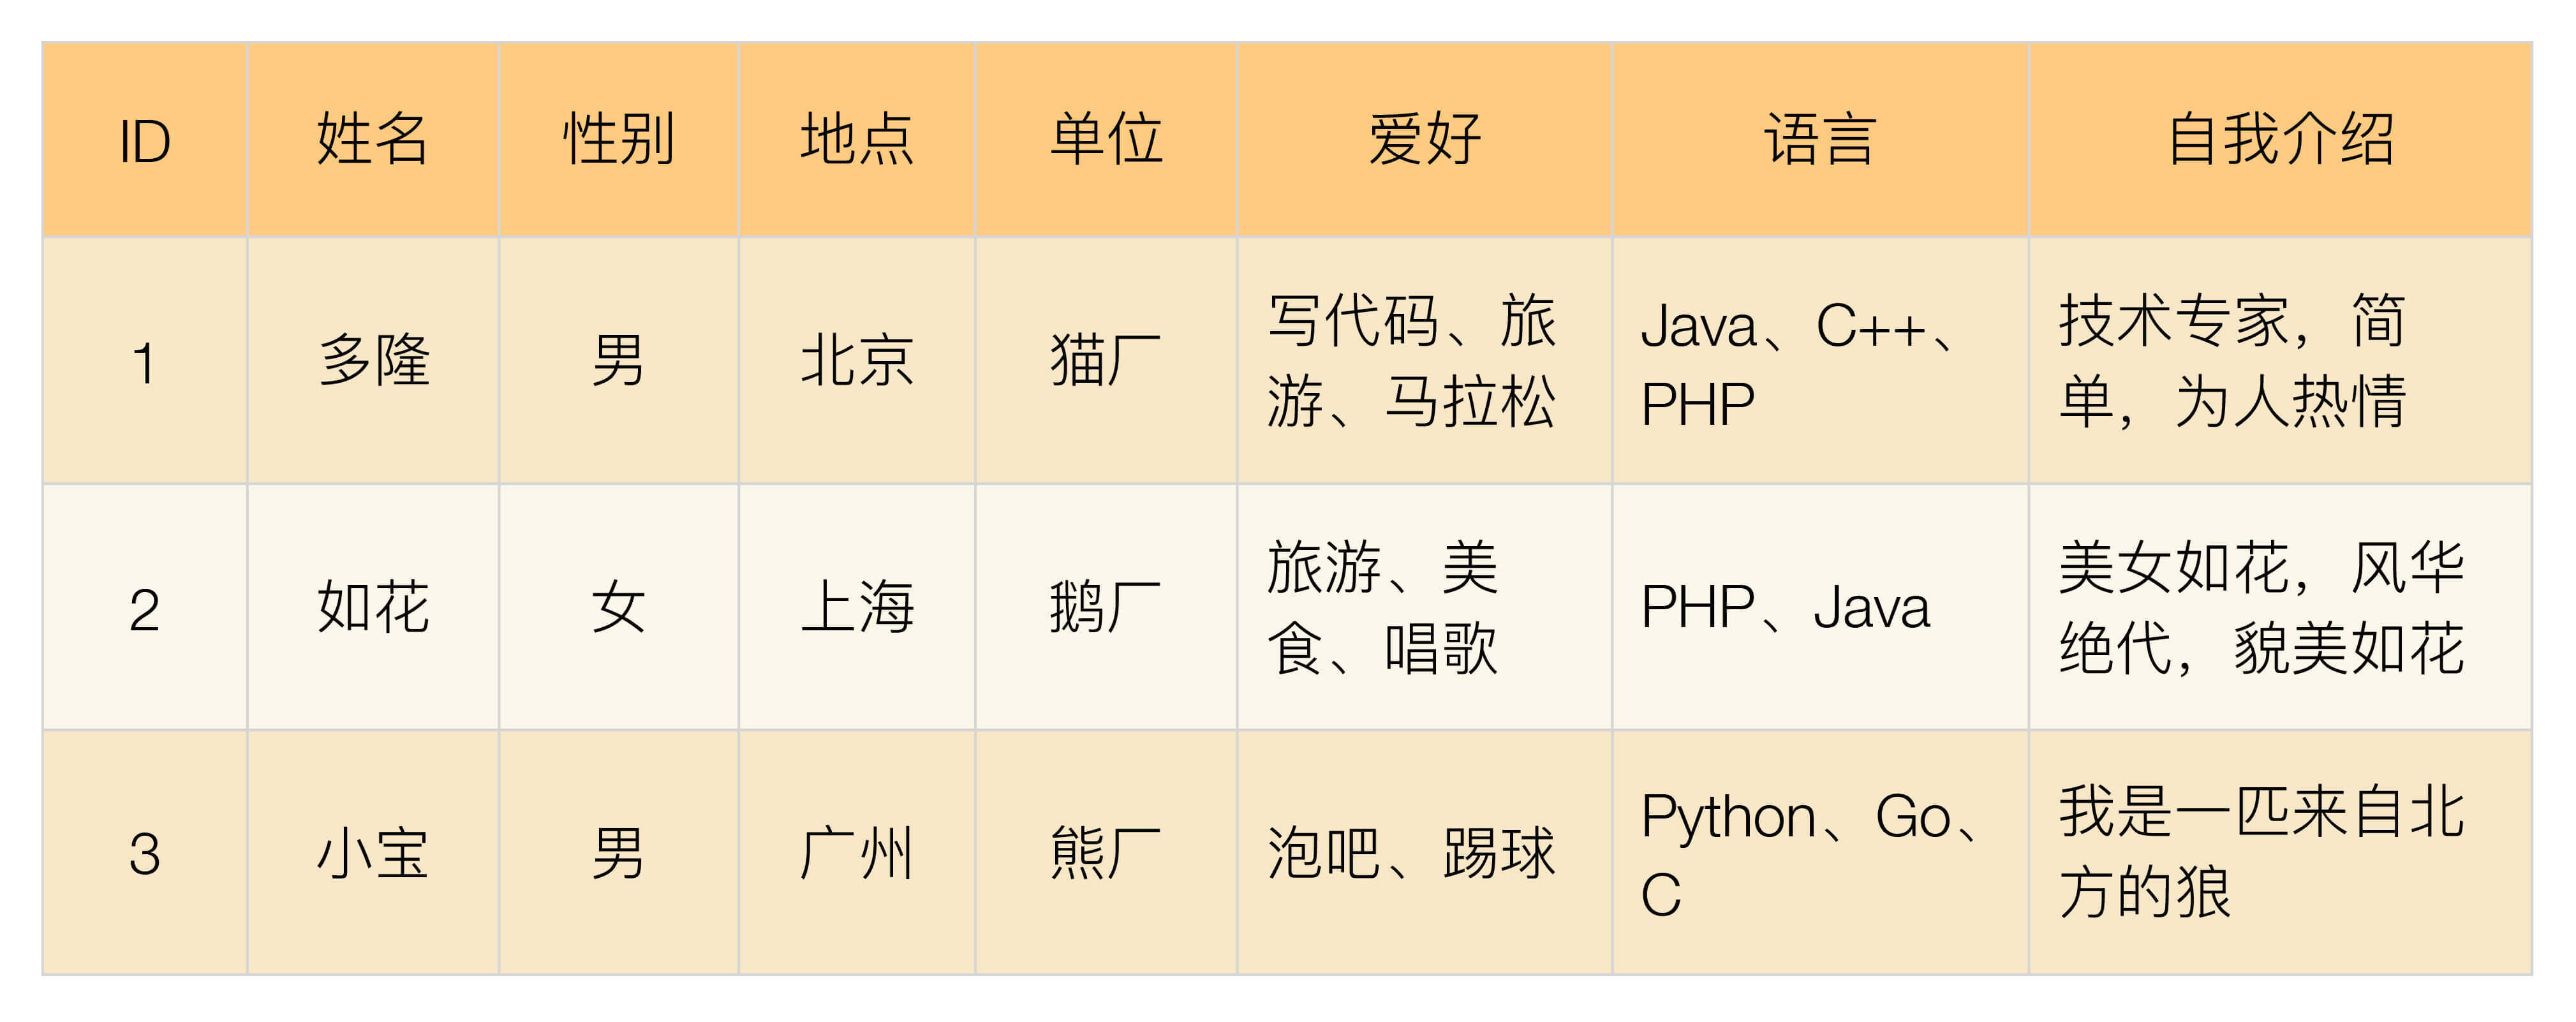 ID 姓名 性别 地点 单位 爱好 语言 自我介绍
1 多隆 男 北京 猫厂
写代码、旅
游、马拉松
Java、C++、
PHP
技术专家，简
单，为人热情
2 如花 女 上海 鹅厂
旅游、美
食、唱歌
PHP、Java
美女如花，风华
绝代，貌美如花
3 小宝 男 广州 熊厂
泡吧、踢球
Python、Go、
C
我是一匹来自北
方的狼